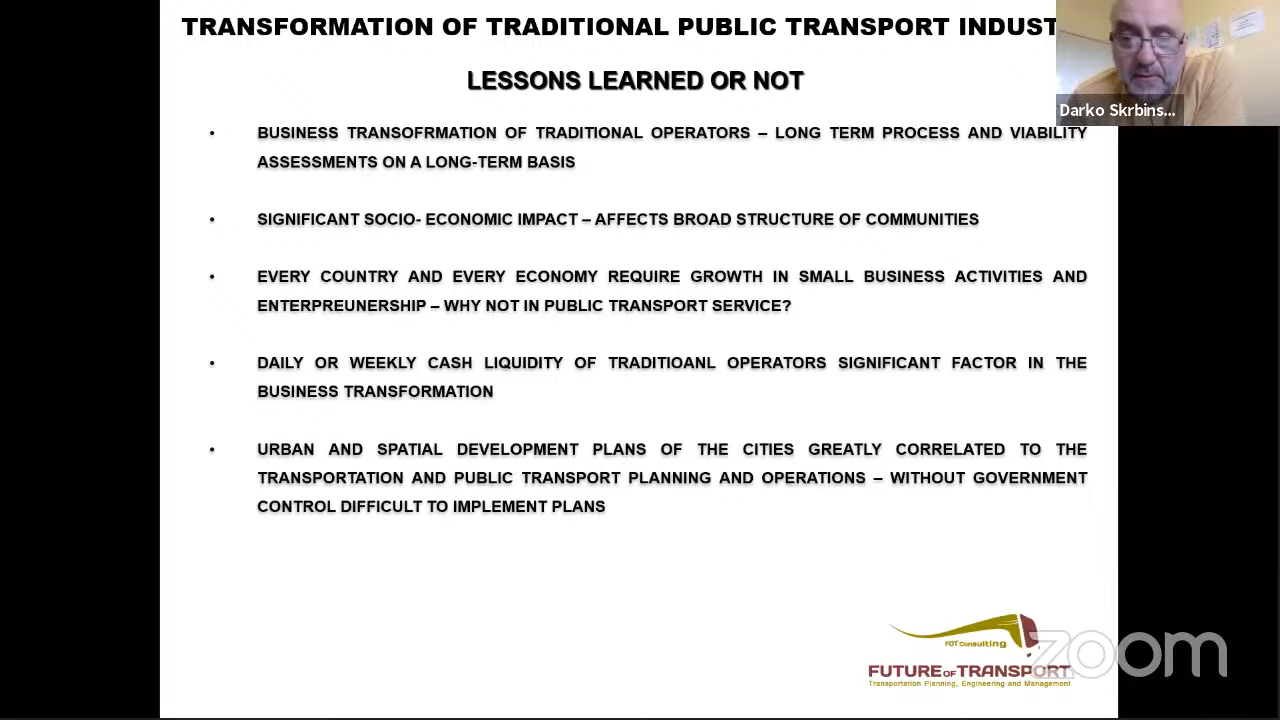 TRANSFORMATION OF TRADITIONAL PUBLIC TRANSPORT INDUST
LESSONS LEARNED OR NOT
• BUSINESS TRANSOFRMATION OF TRADITIONAL OPERATORS – LONG TERM PROCESS AND VIABILITY
ASSESSMENTS ON A LONG-TERM BASIS
• SIGNIFICANT SOCIO- ECONOMIC IMPACT – AFFECTS BROAD STRUCTURE OF COMMUNITIES
• EVERY COUNTRY AND EVERY ECONOMY REQUIRE GROWTH IN SMALL BUSINESS ACTIVITIES AND
ENTERPREUNERSHIP – WHY NOT IN PUBLIC TRANSPORT SERVICE?
• DAILY OR WEEKLY CASH LIQUIDITY OF TRADITIOANL OPERATORS SIGNIFICANT FACTOR IN THE
BUSINESS TRANSFORMATION
• URBAN AND SPATIAL DEVELOPMENT PLANS OF THE CITIES GREATLY CORRELATED TO THE
TRANSPORTATION AND PUBLIC TRANSPORT PLANNING AND OPERATIONS – WITHOUT GOVERNMENT
CONTROL DIFFICULT TO IMPLEMENT PLANS
Darko Skrbins...
FOT Consulting
FUTURE OF TRANSPORT
Transportation Planning, Engineering and Management
zoom